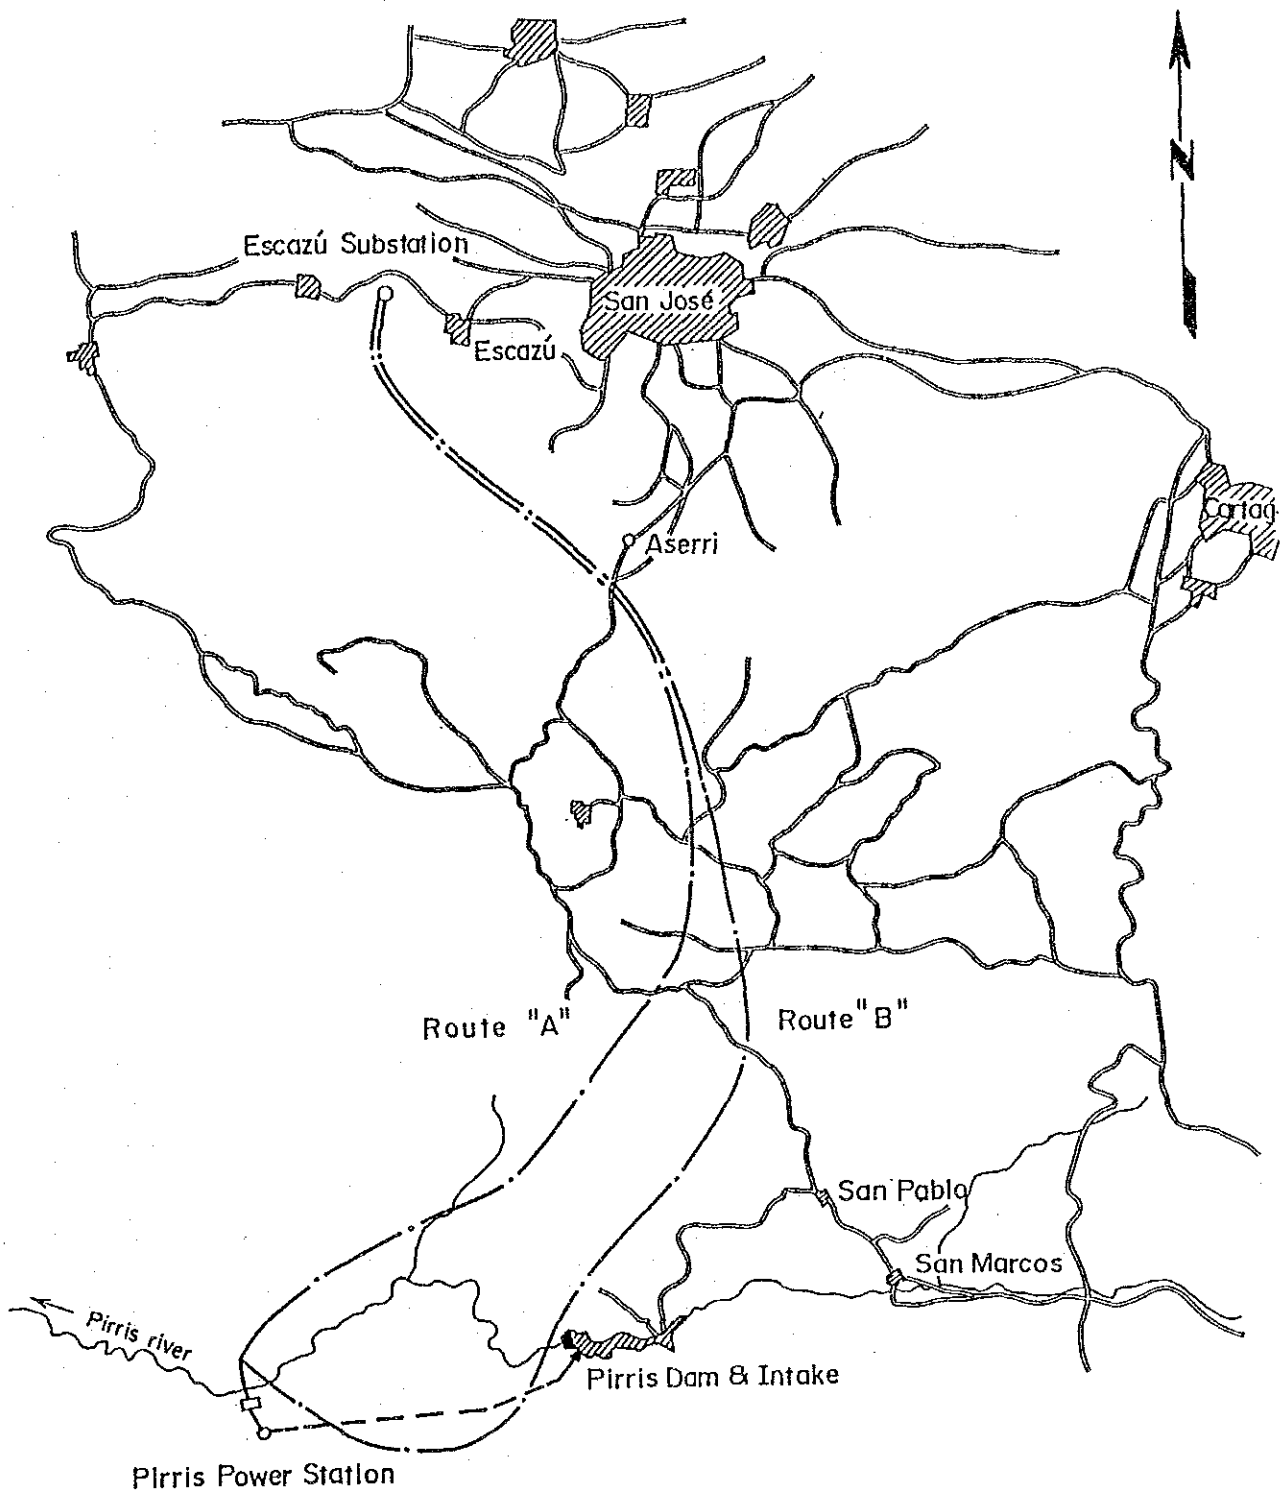 N
Escazú Substation
San José
Escazú
Cartag
Aserri
Route "A"
Route "B"
San Pablo
San Marcos
Pirris river
Pirris Dam & Intake
Pirris Power Station